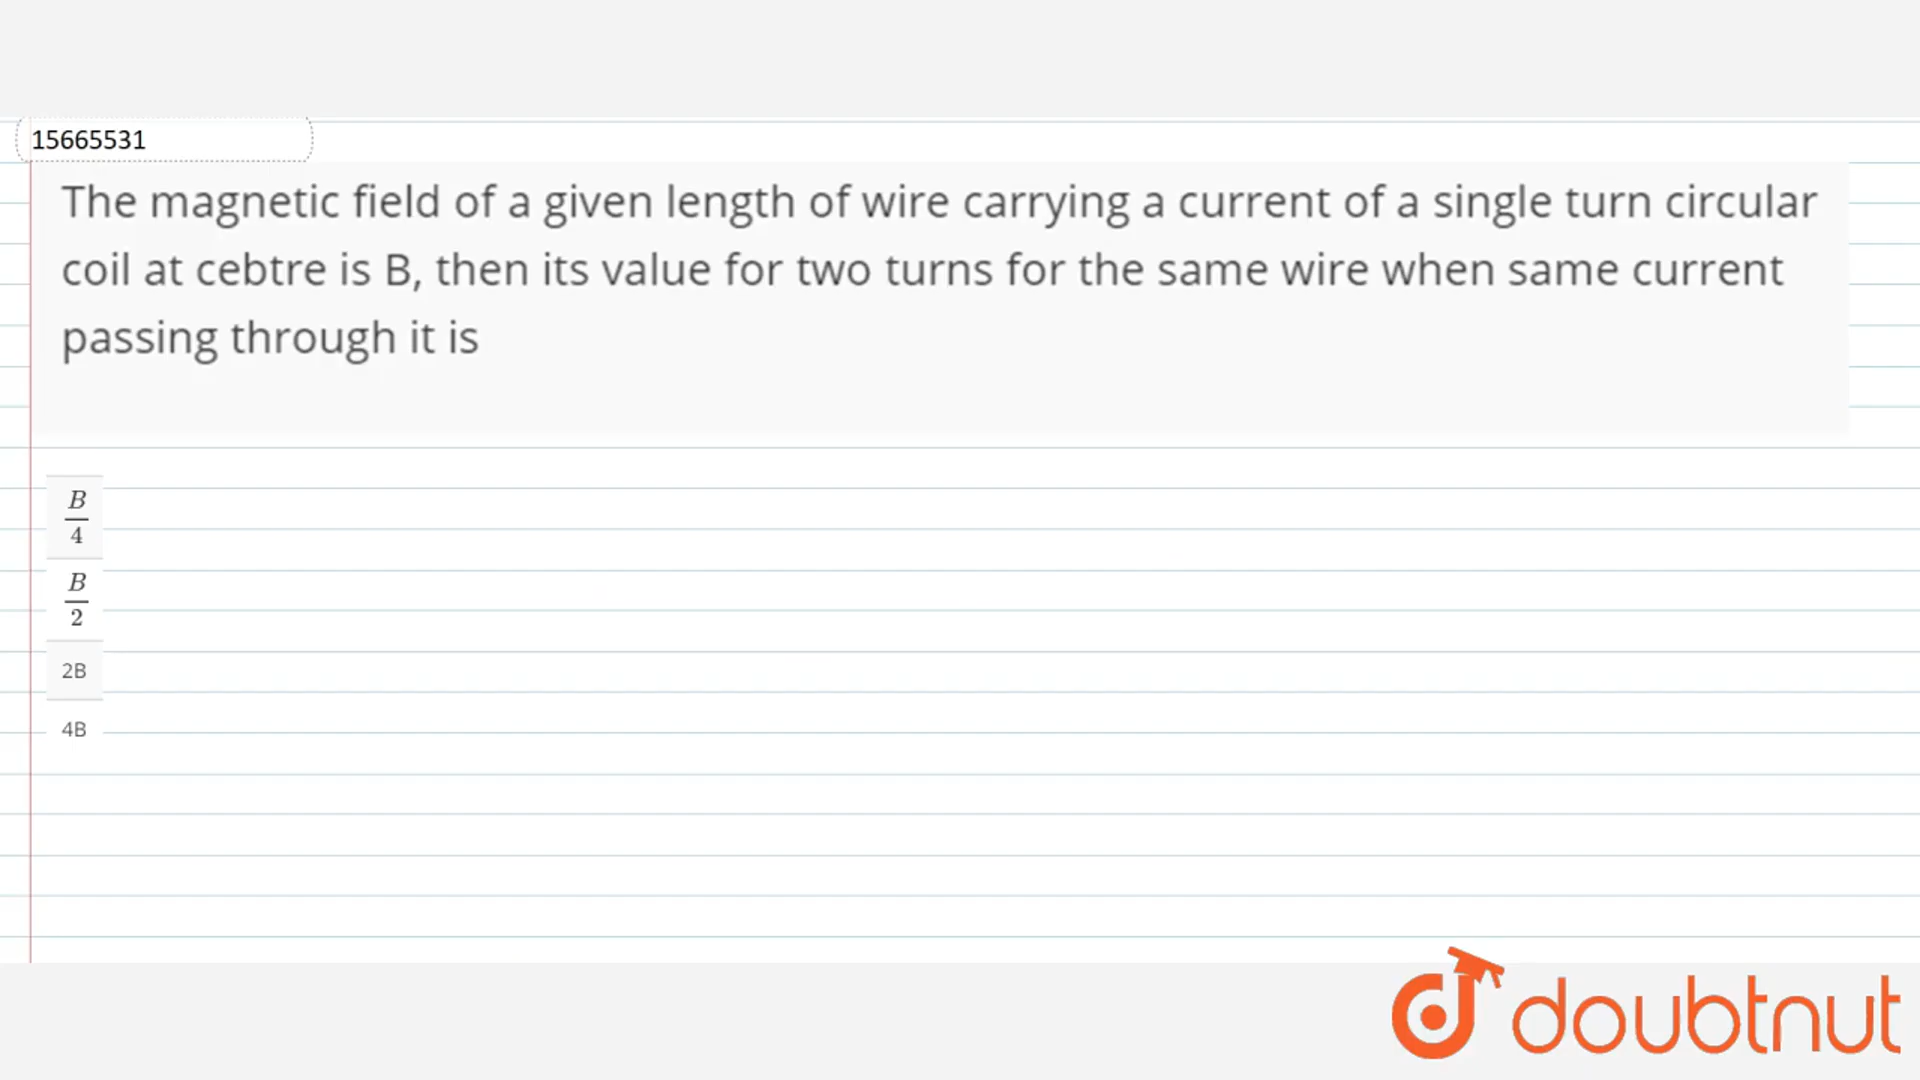 15665531
The magnetic field of a given length of wire carrying a current of a single turn circular
coil at cebtre is B, then its value for two turns for the same wire when same current
passing through it is
B
4
B
2
2B
4B
doubtnut